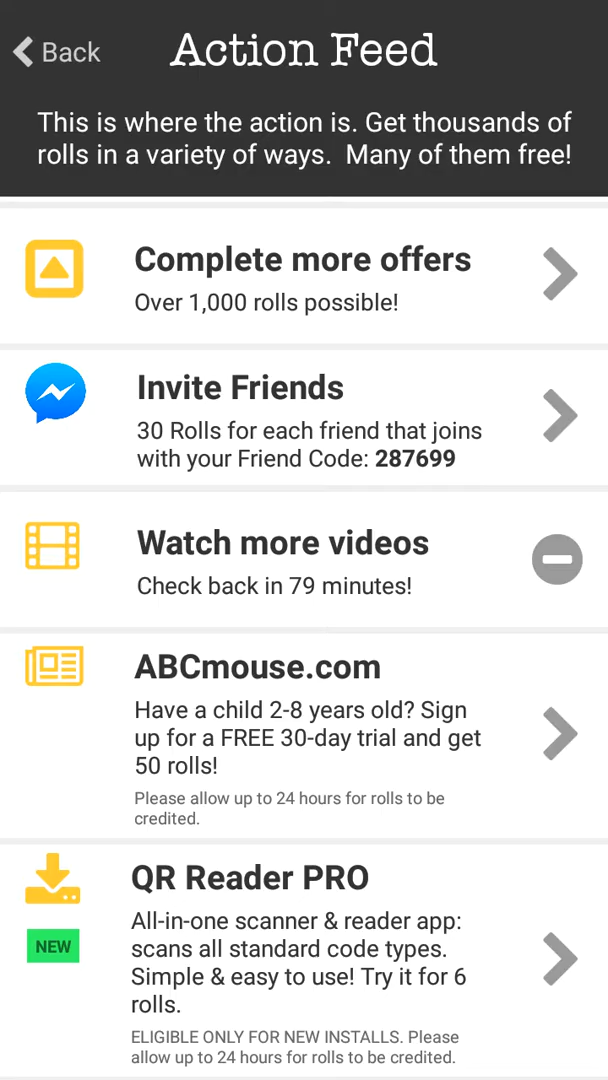 Back
Action Feed
This is where the action is. Get thousands of
rolls in a variety of ways.  Many of them free!
Complete more offers
Over 1,000 rolls possible!
Invite Friends
30 Rolls for each friend that joins
with your Friend Code: 287699
Watch more videos
Check back in 79 minutes!
ABCmouse.com
Have a child 2-8 years old? Sign
up for a FREE 30-day trial and get
50 rolls!
Please allow up to 24 hours for rolls to be
credited.
QR Reader PRO
NEW
All-in-one scanner & reader app:
scans all standard code types.
Simple & easy to use! Try it for 6
rolls.
ELIGIBLE ONLY FOR NEW INSTALLS. Please
allow up to 24 hours for rolls to be credited.